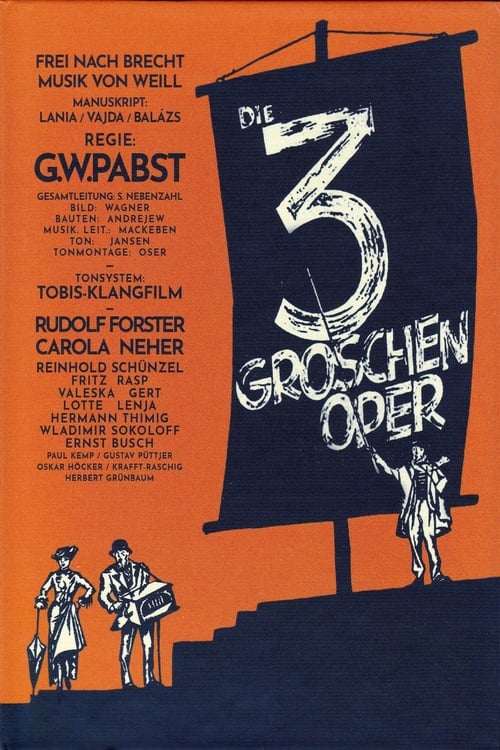 FREI NACH BRECHT
MUSIK VON WEILL
MANUSKRIPT:
LANIA / VAJDA / BALÁZS
REGIE:
G.W.PABST
GESAMTLEITUNG: S. NEBENZAHL
BILD: WAGNER
BAUTEN: ANDREJEW
MUSIK. LEIT.: MACKEBEN
TON: JANSEN
TONMONTAGE: OSER
–
TONSYSTEM:
TOBIS-KLANGFILM
–
RUDOLF FORSTER
CAROLA NEHER
REINHOLD SCHÜNZEL
FRITZ RASP
VALESKA GERT
LOTTE LENJA
HERMANN THIMIG
WLADIMIR SOKOLOFF
ERNST BUSCH
PAUL KEMP / GUSTAV PÜTTJER
OSKAR HÖCKER / KRAFFT-RASCHIG
HERBERT GRÜNBAUM
DIE
3
GROSCHEN
OPER